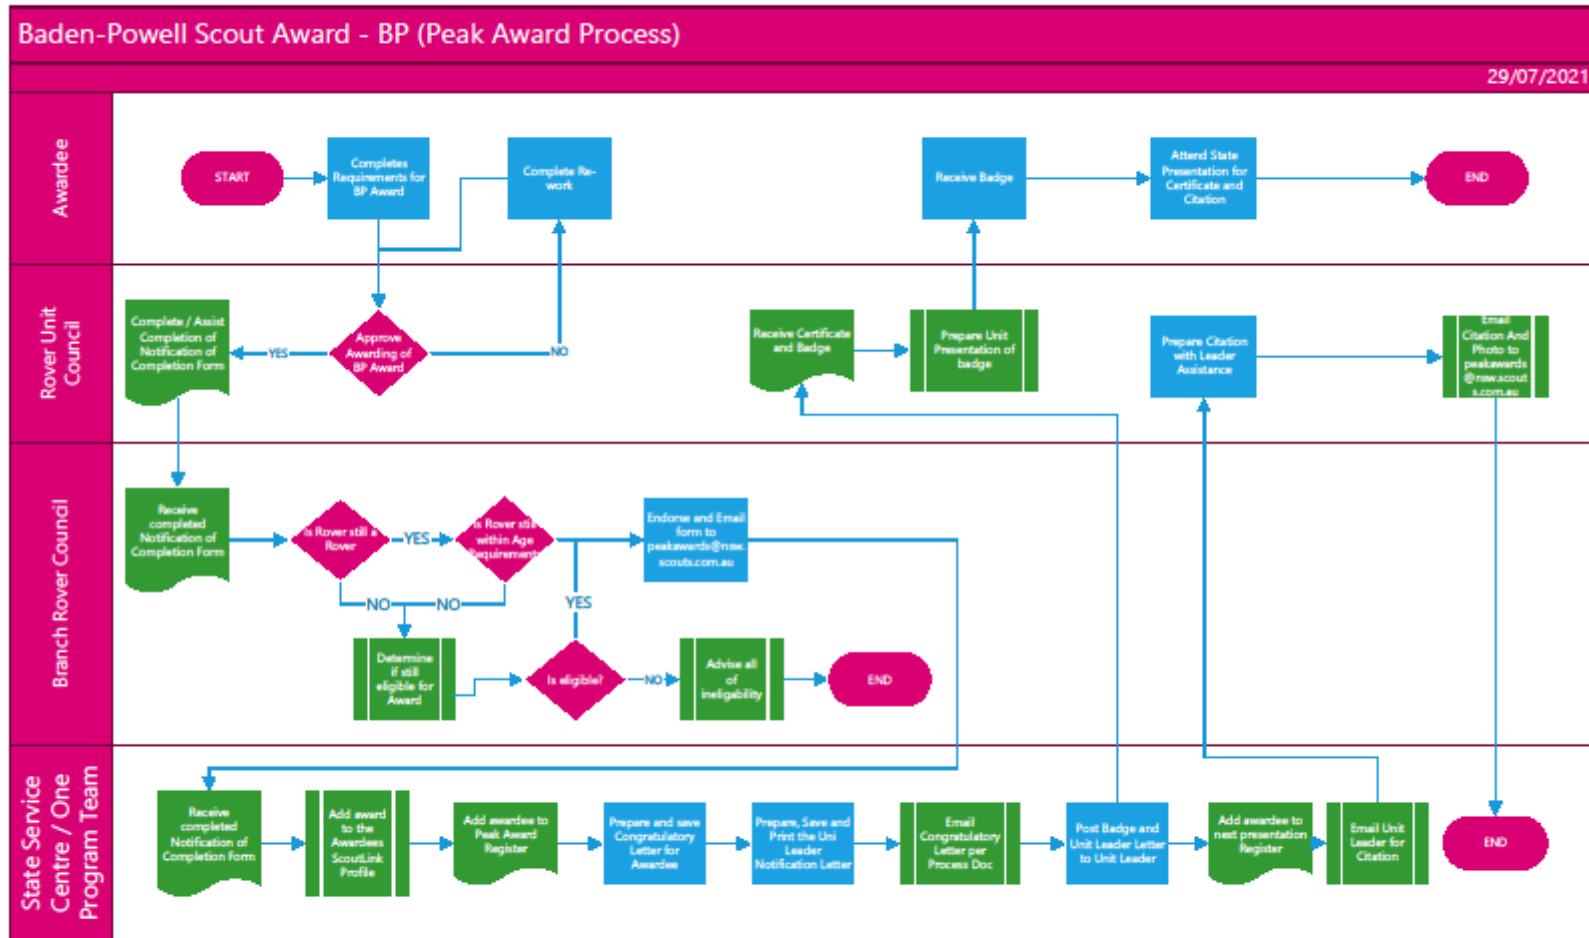 Baden-Powell Scout Award - BP (Peak Award Process)
29/07/2021
Awardee
START
Completes
Requirements for
BP Award
Complete Re-
work
Receive Badge
Attend State
Presentation for
Certificate and
Citation
END
Rover Unit
Council
Complete / Assist
Completion of
Notification of
Completion Form
YES
Approve
Awarding of
BP Award
NO
Receive Certificate
and Badge
Prepare Unit
Presentation of
badge
Prepare Citation
with Leader
Assistance
Email
Citation And
Photo to
peakawards
@nsw.scout
s.com.au
Branch Rover Council
Receive
completed
Notification of
Completion Form
Is Rover still a
Rover
YES
Is Rover still
within Age
Requirements
Endorse and Email
form to
peakawards@nsw.
scouts.com.au
NO
NO
YES
Determine
if still
eligible for
Award
Is eligible?
NO
Advise all
of
ineligability
END
State Service
Centre / One
Program Team
Receive
completed
Notification of
Completion Form
Add award
to the
Awardees
ScoutLink
Profile
Add awardee to
Peak Award
Register
Prepare and save
Congratulatory
Letter for
Awardee
Prepare, Save and
Print the Uni
Leader
Notification Letter
Email
Congratulatory
Letter per
Process Doc
Post Badge and
Unit Leader Letter
to Unit Leader
Add awardee to
next presentation
Register
Email Unit
Leader for
Citation
END